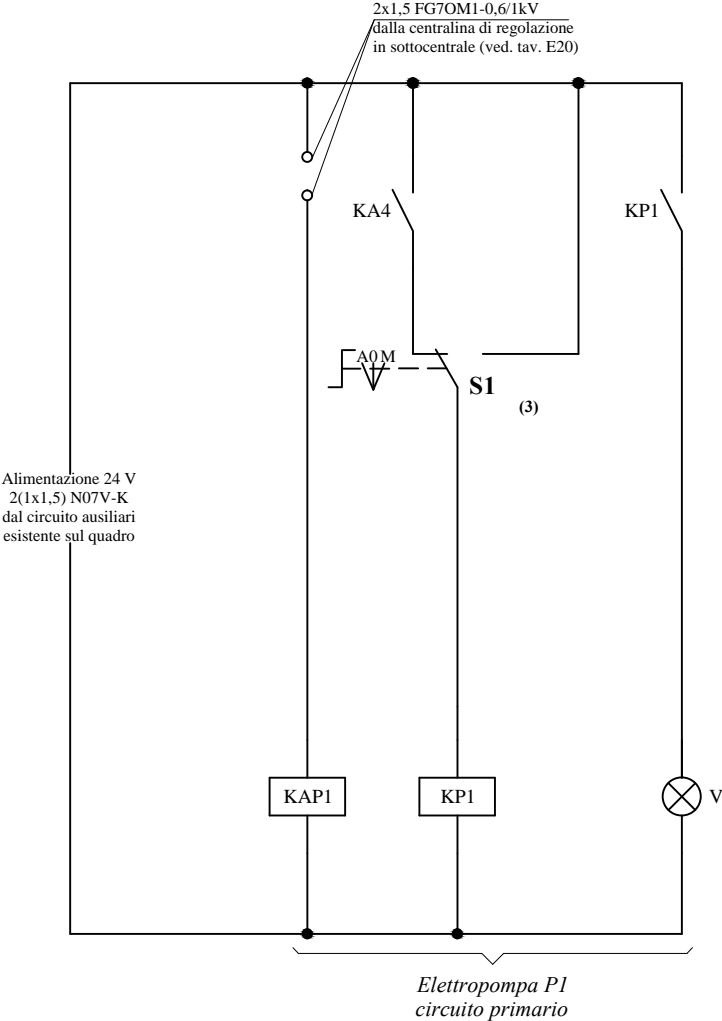 2x1,5 FG7OM1-0,6/1kV
dalla centralina di regolazione
in sottocentrale (ved. tav. E20)
KA4
KP1
A0M
S1
(3)
Alimentazione 24 V
2(1x1,5) N07V-K
dal circuito ausiliari
esistente sul quadro
KAP1
KP1
V
Elettropompa P1
circuito primario